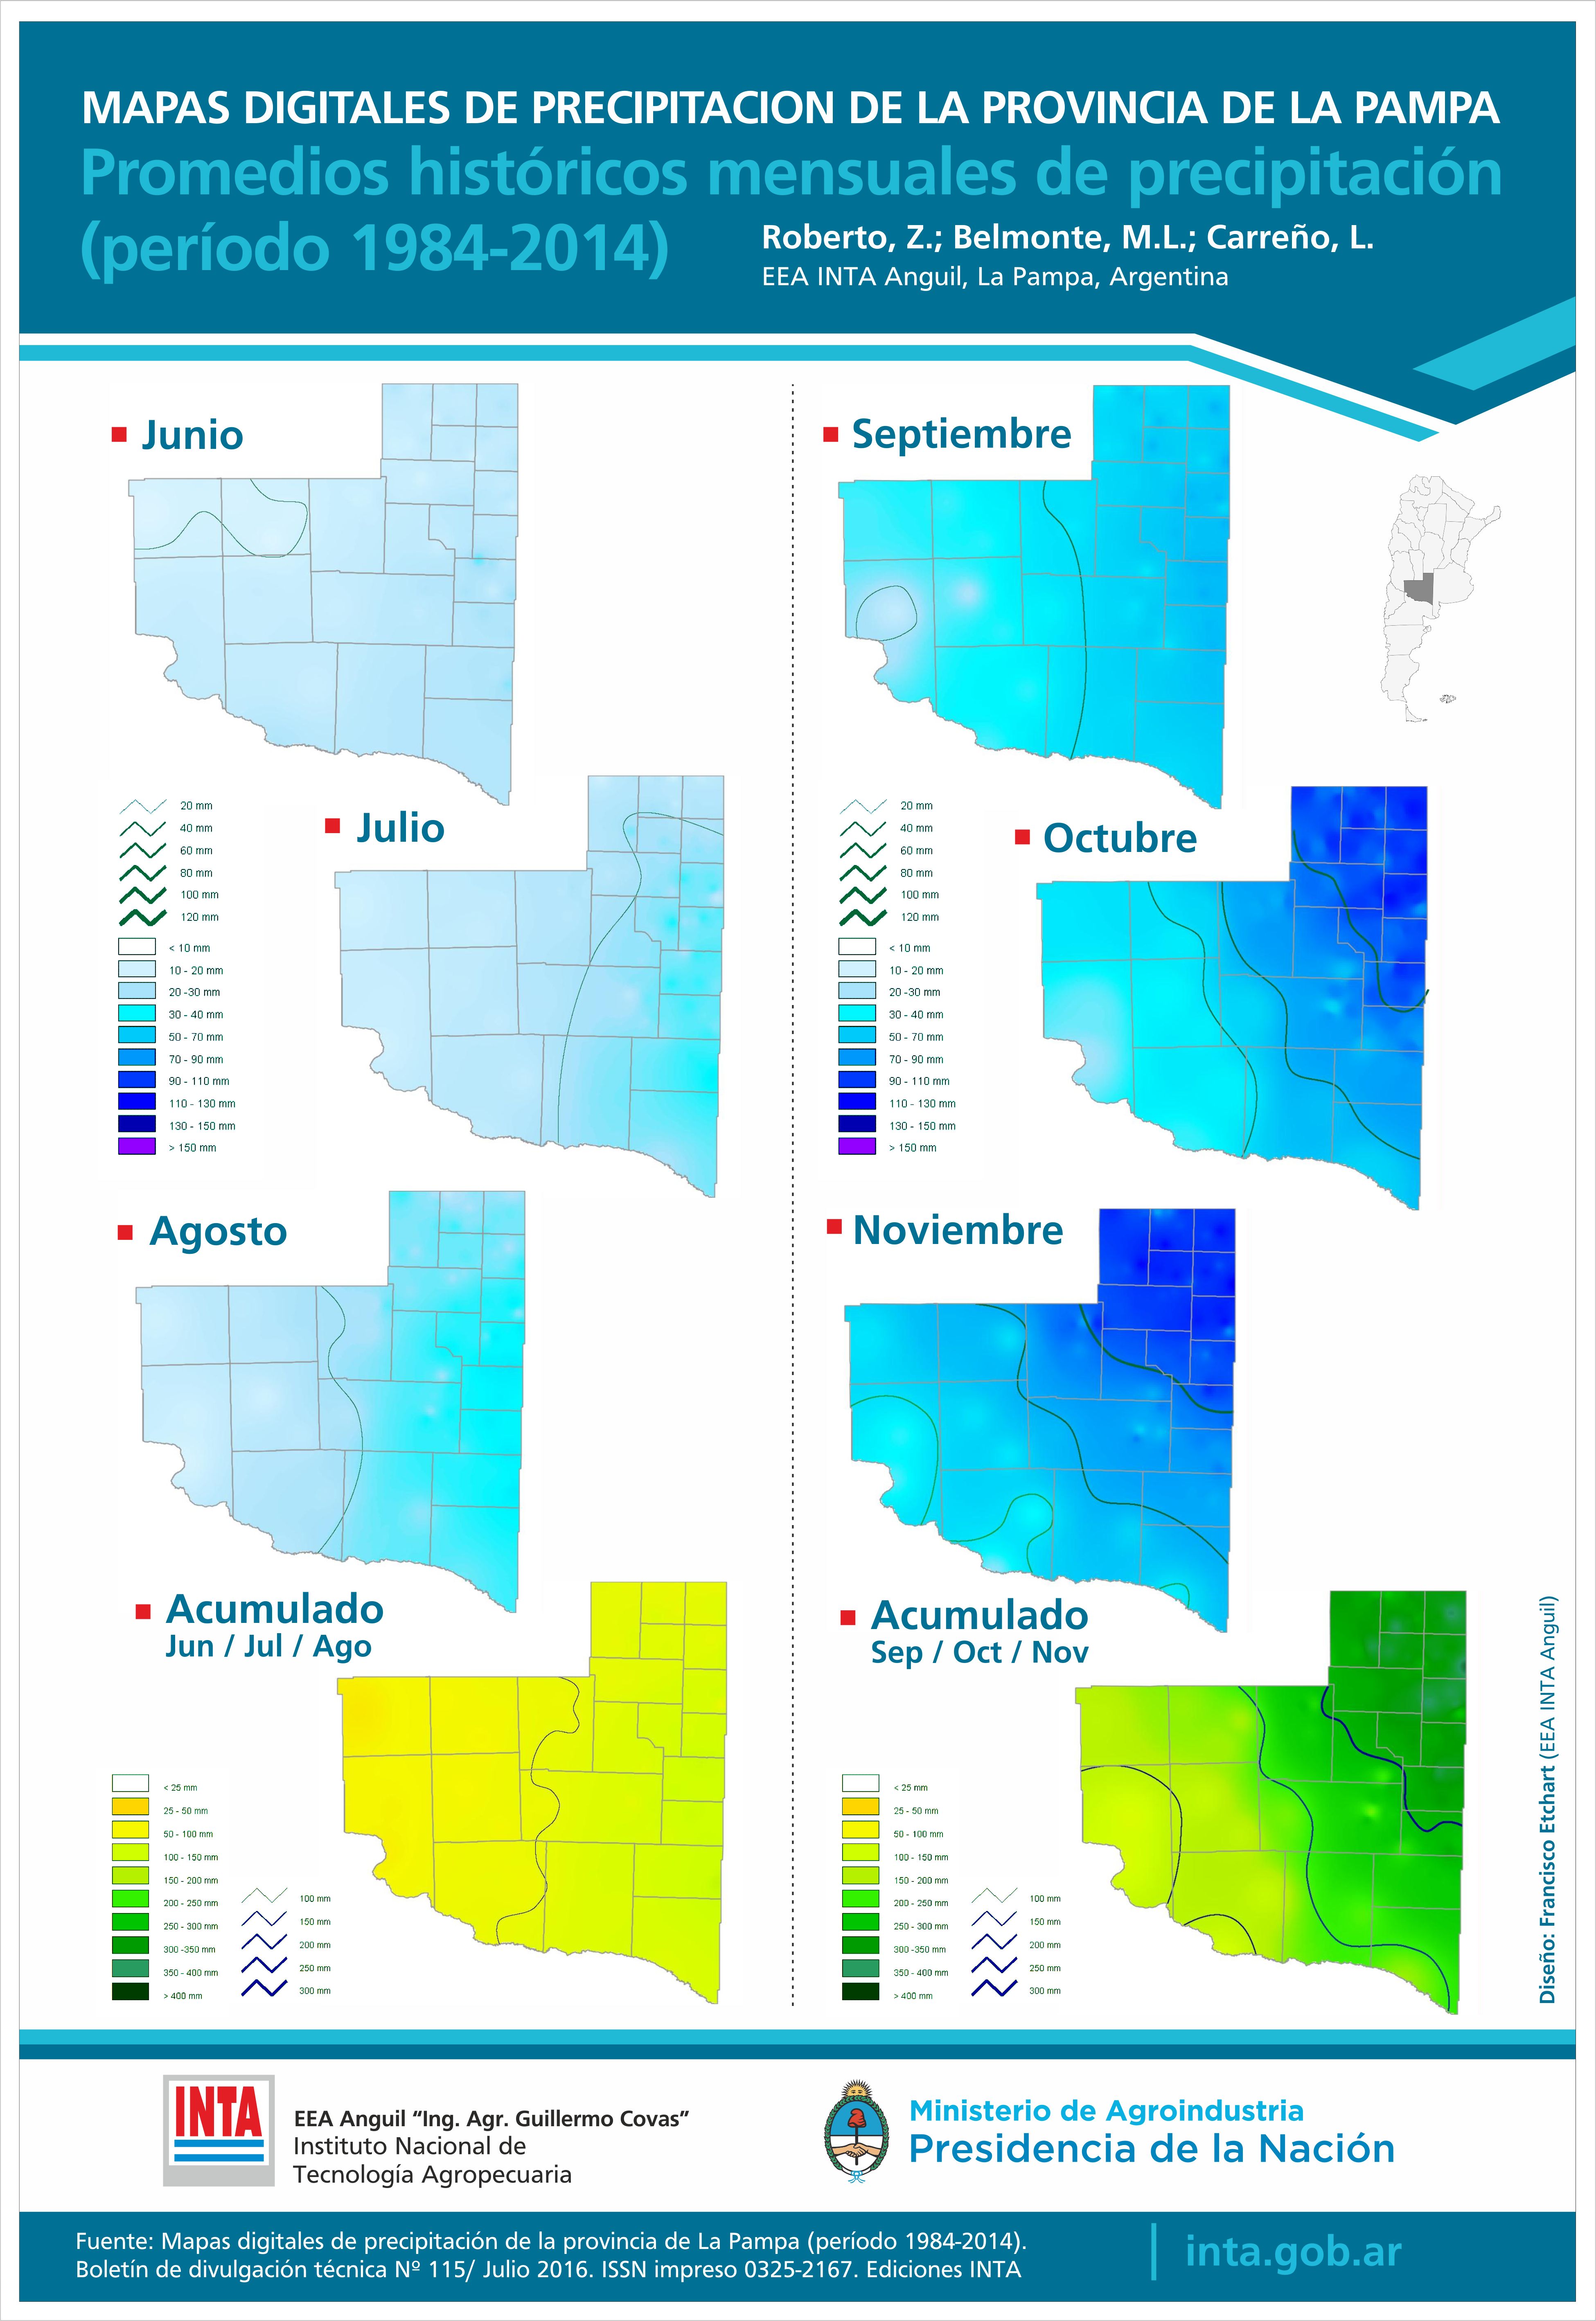 MAPAS DIGITALES DE PRECIPITACION DE LA PROVINCIA DE LA PAMPA
Promedios históricos mensuales de precipitación
(período 1984-2014)
Roberto, Z.; Belmonte, M.L.; Carreño, L.
EEA INTA Anguil, La Pampa, Argentina
Junio
20 mm
40 mm
60 mm
80 mm
100 mm
120 mm
< 10 mm
10 - 20 mm
20 -30 mm
30 - 40 mm
50 - 70 mm
70 - 90 mm
90 - 110 mm
110 - 130 mm
130 - 150 mm
> 150 mm
Julio
Agosto
Acumulado
Jun / Jul / Ago
< 25 mm
25 - 50 mm
50 - 100 mm
100 - 150 mm
150 - 200 mm
200 - 250 mm
250 - 300 mm
300 -350 mm
350 - 400 mm
> 400 mm
100 mm
150 mm
200 mm
250 mm
300 mm
Septiembre
20 mm
40 mm
60 mm
80 mm
100 mm
120 mm
< 10 mm
10 - 20 mm
20 -30 mm
30 - 40 mm
50 - 70 mm
70 - 90 mm
90 - 110 mm
110 - 130 mm
130 - 150 mm
> 150 mm
Octubre
Noviembre
Acumulado
Sep / Oct / Nov
< 25 mm
25 - 50 mm
50 - 100 mm
100 - 150 mm
150 - 200 mm
200 - 250 mm
250 - 300 mm
300 -350 mm
350 - 400 mm
> 400 mm
100 mm
150 mm
200 mm
250 mm
300 mm
Diseño: Francisco Etchart (EEA INTA Anguil)
INTA
EEA Anguil “Ing. Agr. Guillermo Covas”
Instituto Nacional de
Tecnología Agropecuaria
Ministerio de Agroindustria
Presidencia de la Nación
Fuente: Mapas digitales de precipitación de la provincia de La Pampa (período 1984-2014).
Boletín de divulgación técnica Nº 115/ Julio 2016. ISSN impreso 0325-2167. Ediciones INTA
inta.gob.ar